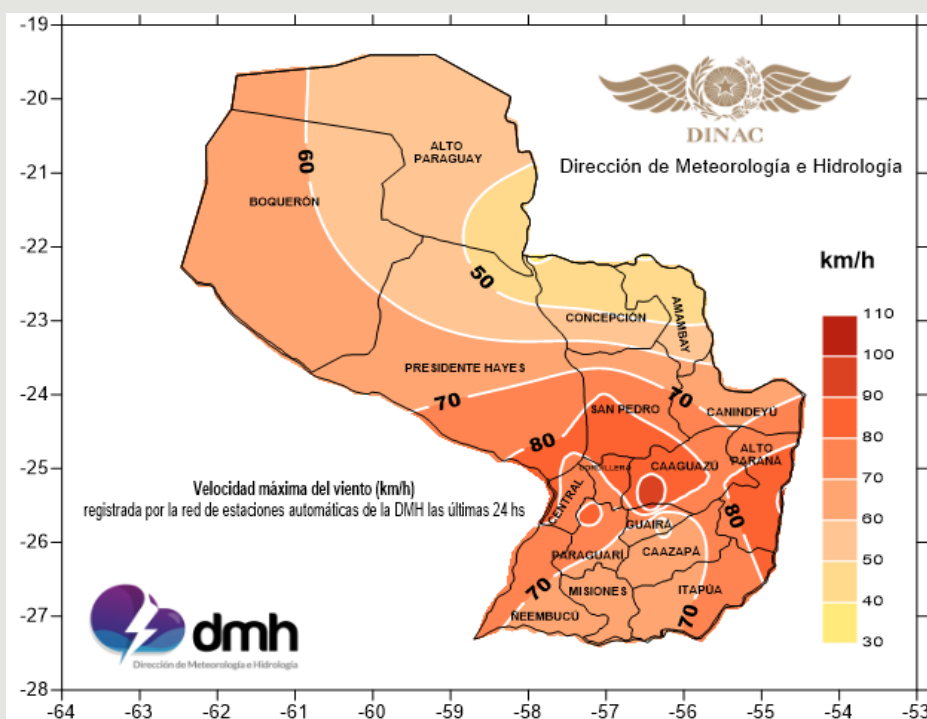 -19
-20
-21
-22
-23
-24
-25
-26
-27
-28
-64
-63
-62
-61
-60
-59
-58
-57
-56
-55
-54
-53
DINAC
Dirección de Meteorología e Hidrología
ALTO
PARAGUAY
BOQUERÓN
60
50
CONCEPCIÓN
AMAMBAY
PRESIDENTE HAYES
70
SAN PEDRO
70
CANINDEYÚ
80
CORDILLERA
CAAGUAZÚ
ALTO
PARANÁ
CENTRAL
80
GUAIRÁ
PARAGUARÍ
CAAZAPÁ
70
MISIONES
ITAPÚA
ÑEEMBUCÚ
70
km/h
110
100
90
80
70
60
50
40
30
Velocidad máxima del viento (km/h)
registrada por la red de estaciones automáticas de la DMH las últimas 24 hs
dmh
Dirección de Meteorología e Hidrología